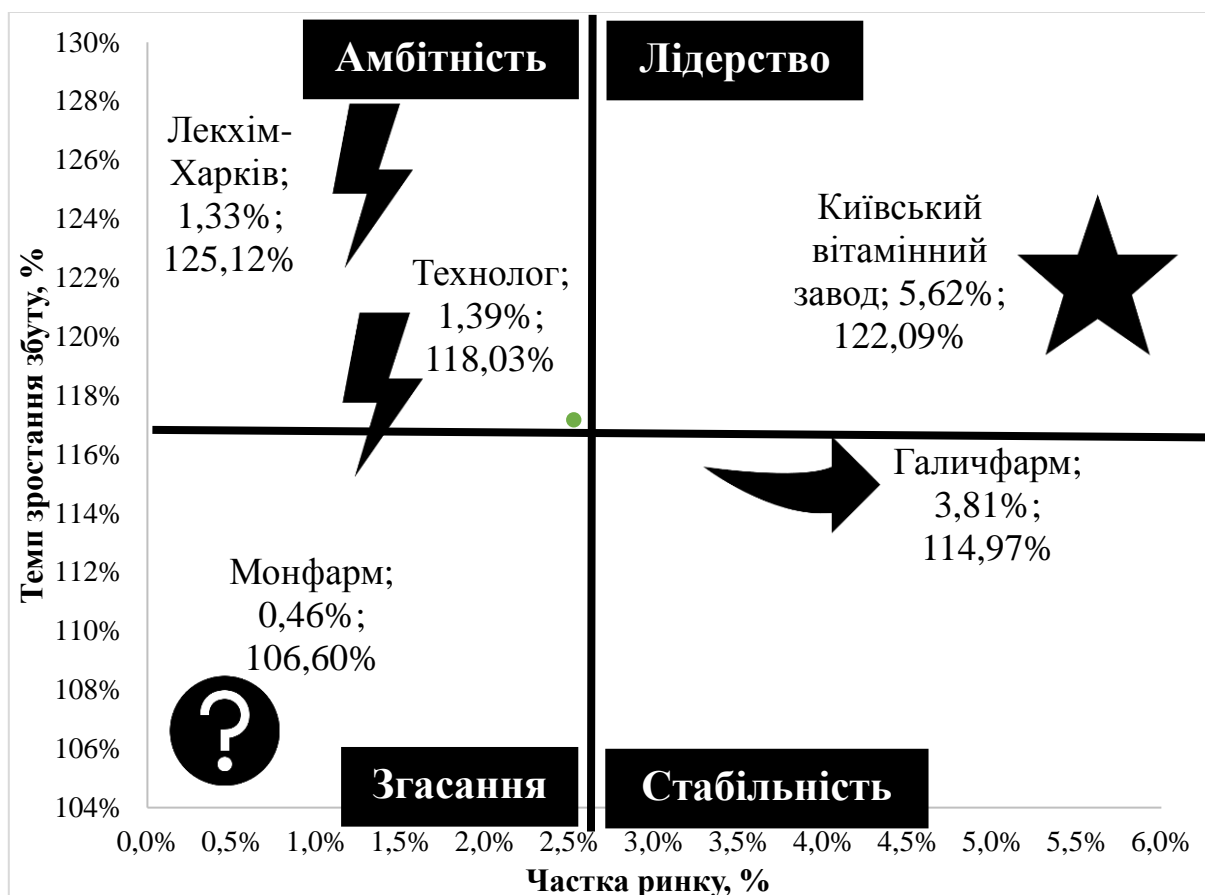 130%
128%
126%
124%
122%
120%
118%
116%
114%
112%
110%
108%
106%
104%
Темп зростання збуту, %
Амбітність
Лідерство
Лекхім-
Харків;
1,33%;
125,12%
Технолог;
1,39%;
118,03%
Київський
вітамінний
завод; 5,62%;
122,09%
Галичфарм;
3,81%;
114,97%
Монфарм;
0,46%;
106,60%
?
Згасання
Стабільність
0,0% 0,5% 1,0% 1,5% 2,0% 2,5% 3,0% 3,5% 4,0% 4,5% 5,0% 5,5% 6,0%
Частка ринку, %